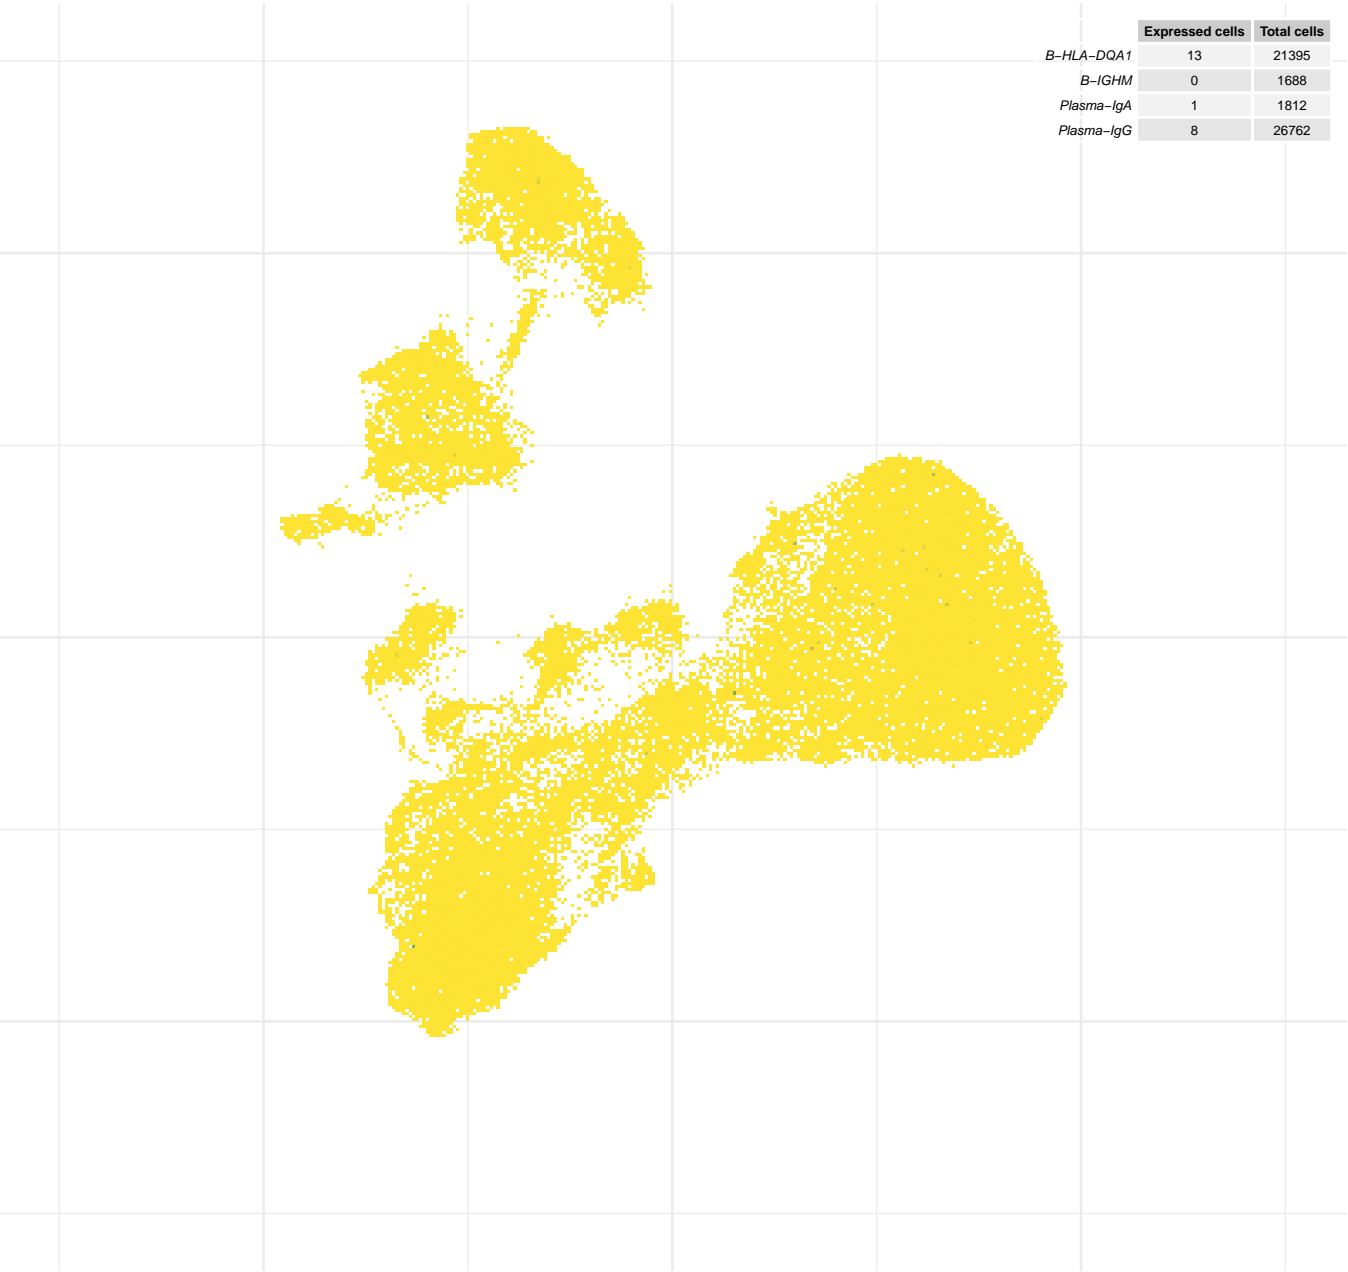 Expressed cells Total cells
B−HLA−DQA1 13 21395
B−IGHM 0 1688
Plasma−IgA 1 1812
Plasma−IgG 8 26762